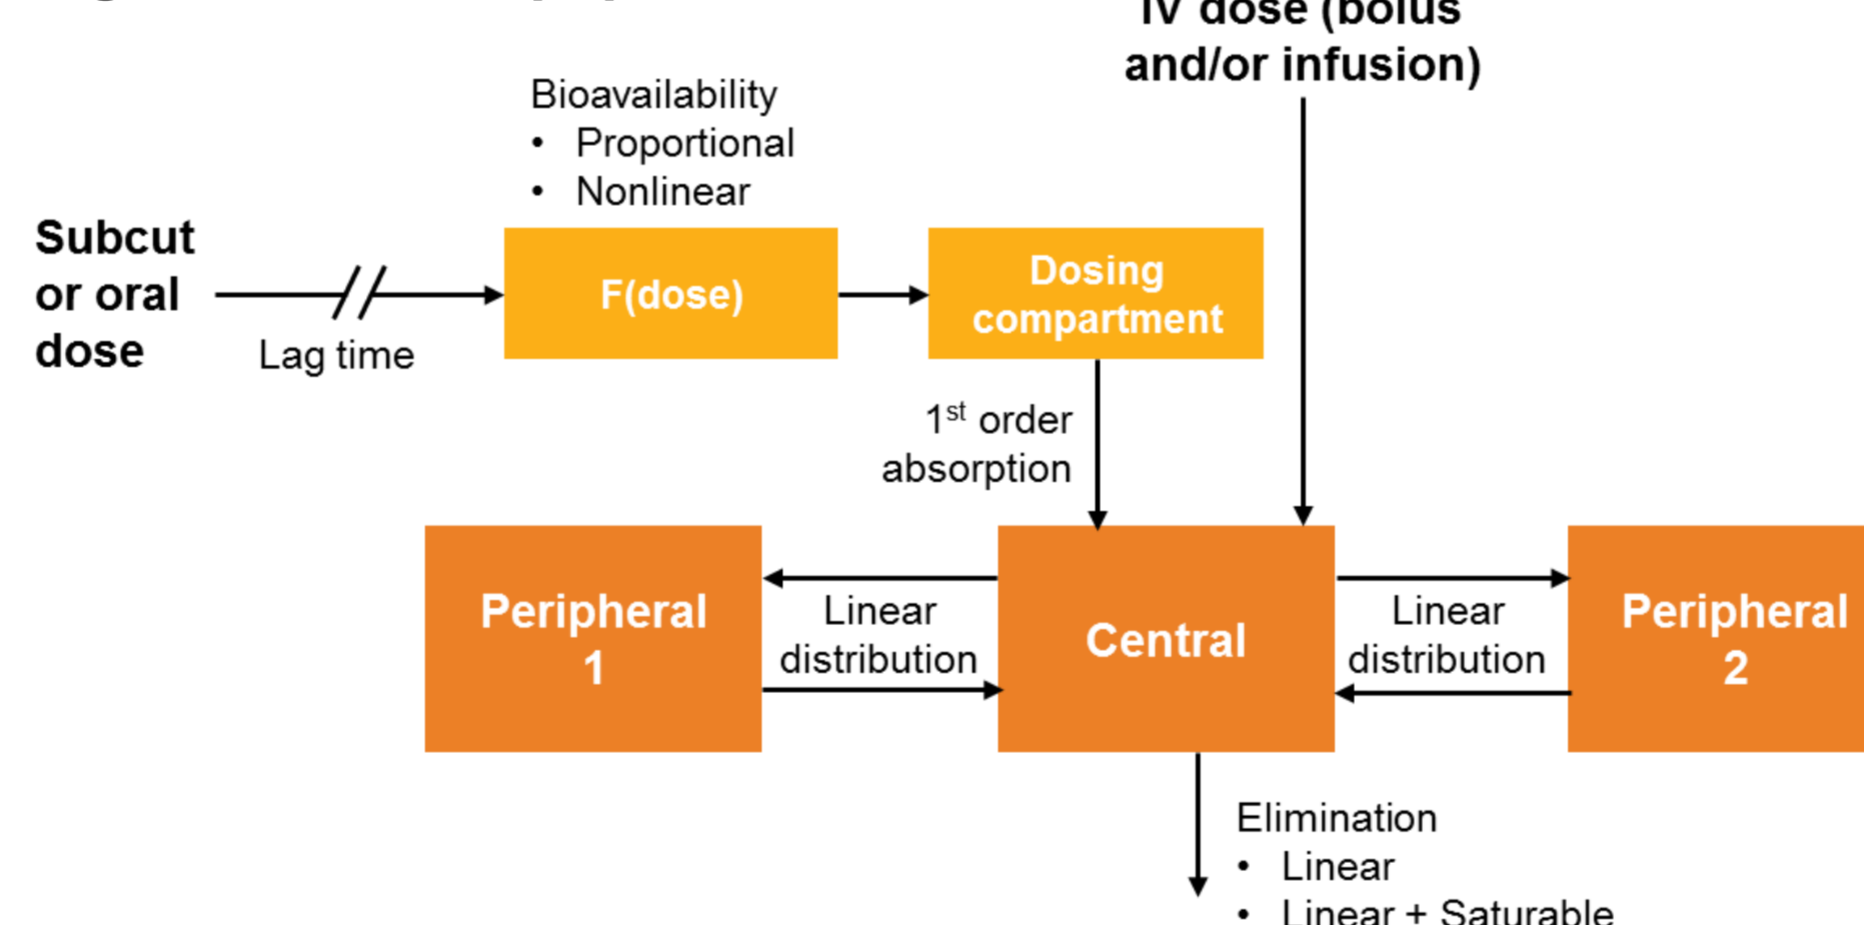 IV dose (bolus
and/or infusion)
Bioavailability
• Proportional
• Nonlinear
Subcut
or oral
dose
Lag time
F(dose)
Dosing
compartment
1st order
absorption
Peripheral
1
Linear
distribution
Central
Linear
distribution
Peripheral
2
Elimination
• Linear
• Linear + Saturable